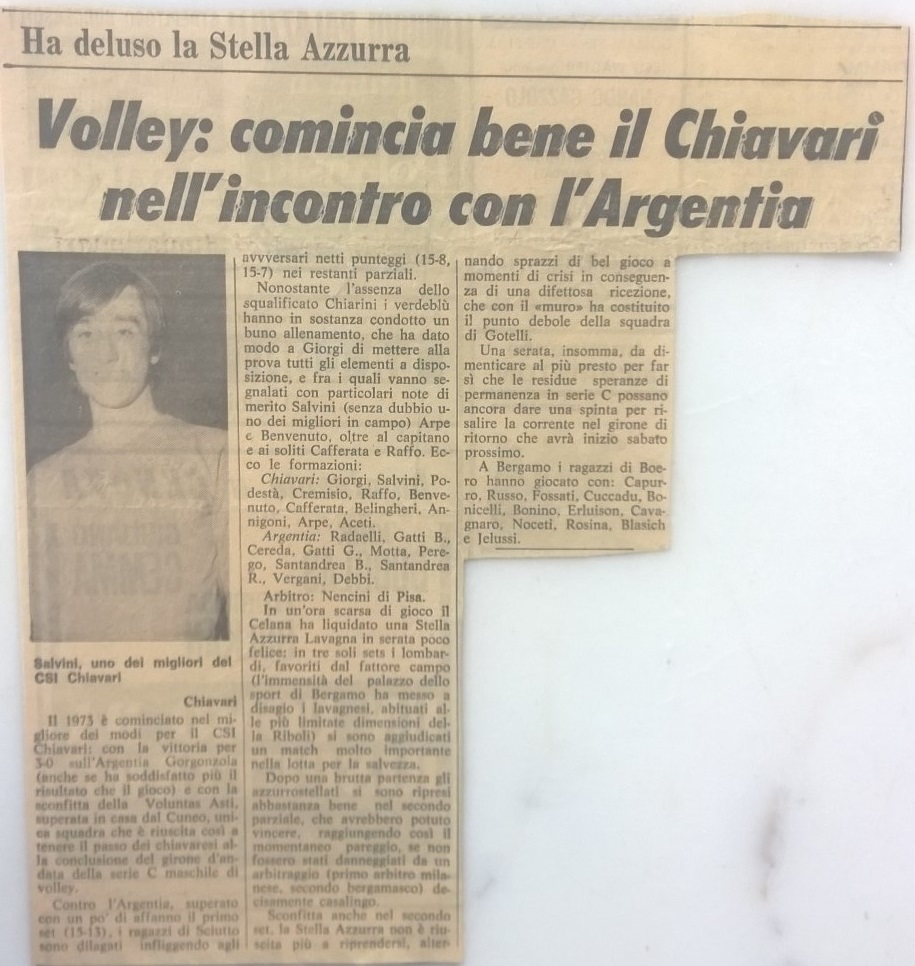 Ha deluso la Stella Azzurra
Volley: comincia bene il Chiavari
nell'incontro con l'Argentia
Salvini, uno dei migliori del
CSI Chiavari
Chiavari
Il 1975 è cominciato nel mi-
gliore dei modi per il CSI
Chiavari: con la vittoria per
3-0 sull'Argentia Gorgonzola
(anche se ha soddisfatto più il
risultato che il gioco) e con la
sconfitta della Voluntas Asti,
superata in casa dal Cuneo, uni-
ca squadra che è riuscita così a
tenere il passo dei chiavaresi al-
la conclusione del girone d'an-
data della serie C maschile di
volley.
Contro l'Argentia, superato
con un po' di affanno il primo
set (15-13), i ragazzi di Sciutto
sono dilagati infliggendo agli
avvversari netti punteggi (15-8,
15-7) nei restanti parziali.
Nonostante l'assenza dello
squalificato Chiarini i verdeblù
hanno in sostanza condotto un
buno allenamento, che ha dato
modo a Giorgi di mettere alla
prova tutti gli elementi a dispo-
sizione, e fra i quali vanno se-
gnalati con particolari note di
merito Salvini (senza dubbio u-
no dei migliori in campo) Arpe
e Benvenuto, oltre al capitano
e ai soliti Cafferata e Raffo. Ec-
co le formazioni:
Chiavari: Giorgi, Salvini, Po-
destà, Cremisio, Raffo, Benve-
nuto, Cafferata, Belingheri, An-
nigoni, Arpe, Aceti.
Argentia: Radaelli, Gatti B.,
Cereda, Gatti G., Motta, Pere-
go, Santandrea B., Santandrea
R., Vergani, Debbi.
Arbitro: Nencini di Pisa.
In un'ora scarsa di gioco il
Celana ha liquidato una Stella
Azzurra Lavagna in serata poco
felice: in tre soli sets i lombar-
di, favoriti dal fattore campo
(l'immensità del palazzo dello
sport di Bergamo ha messo a
disagio i lavagnesi, abituati al-
le più limitate dimensioni del-
la Riboli) si sono aggiudicati
un match molto importante
nella lotta per la salvezza.
Dopo una brutta partenza gli
azzurrostellati si sono ripresi
abbastanza bene nel secondo
parziale, che avrebbero potuto
vincere, raggiungendo così il
momentaneo pareggio, se non
fossero stati danneggiati da un
arbitraggio (primo arbitro mila-
nese, secondo bergamasco) de-
cisamente casalingo.
Sconfitta anche nel secondo
set, la Stella Azzurra non è riu-
scita più a riprendersi, alter-
nando sprazzi di bel gioco a
momenti di crisi in conseguen-
za di una difettosa ricezione,
che con il «muro» ha costituito
il punto debole della squadra
di Gotelli.
Una serata, insomma, da di-
menticare al più presto per far
sì che le residue speranze di
permanenza in serie C possano
ancora dare una spinta per ri-
salire la corrente nel girone di
ritorno che avrà inizio sabato
prossimo.
A Bergamo i ragazzi di Boe-
ro hanno giocato con: Capur-
ro, Russo, Fossati, Cuccadu, Bo-
nicelli, Bonino, Erluison, Cava-
gnaro, Noceti, Rosina, Blasich
e Jelussi.